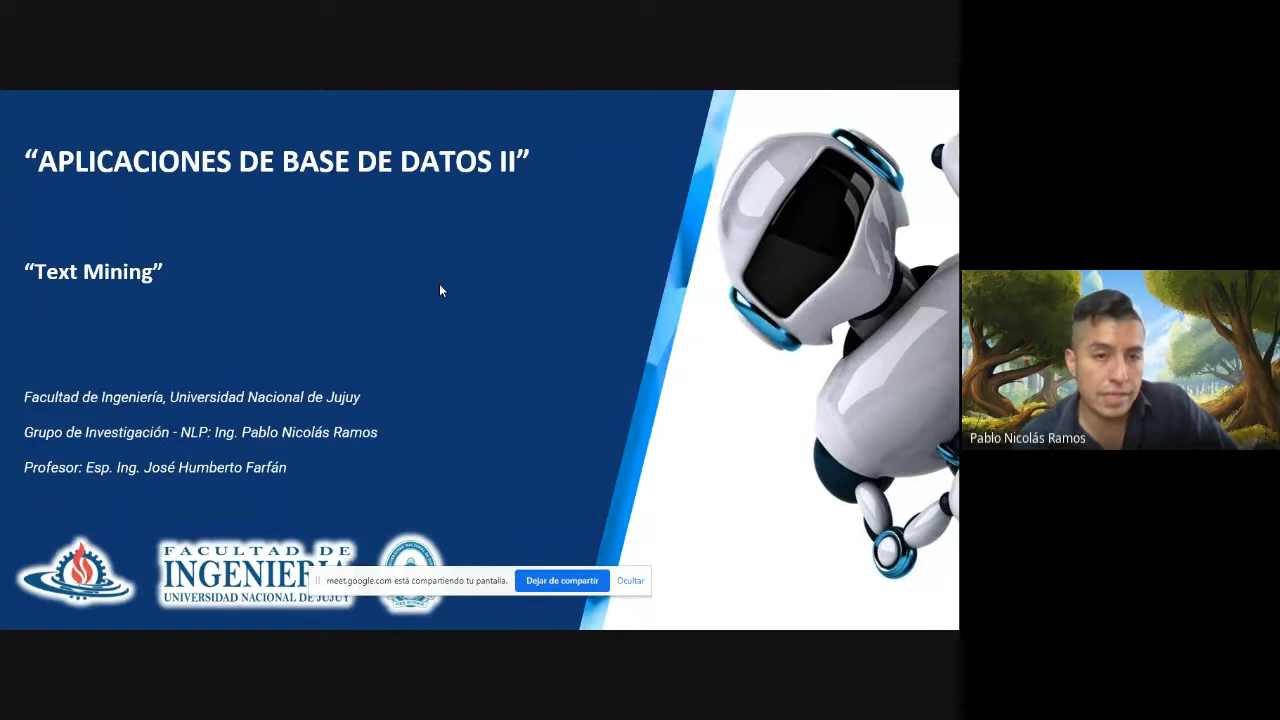 “APLICACIONES DE BASE DE DATOS II”
“Text Mining”
Facultad de Ingeniería, Universidad Nacional de Jujuy
Grupo de Investigación - NLP: Ing. Pablo Nicolás Ramos
Profesor: Esp. Ing. José Humberto Farfán
FACULTAD DE
INGENIERÍA
UNIVERSIDAD NACIONAL DE JUJUY
meet.google.com está compartiendo tu pantalla.
Dejar de compartir
Ocultar
Pablo Nicolás Ramos